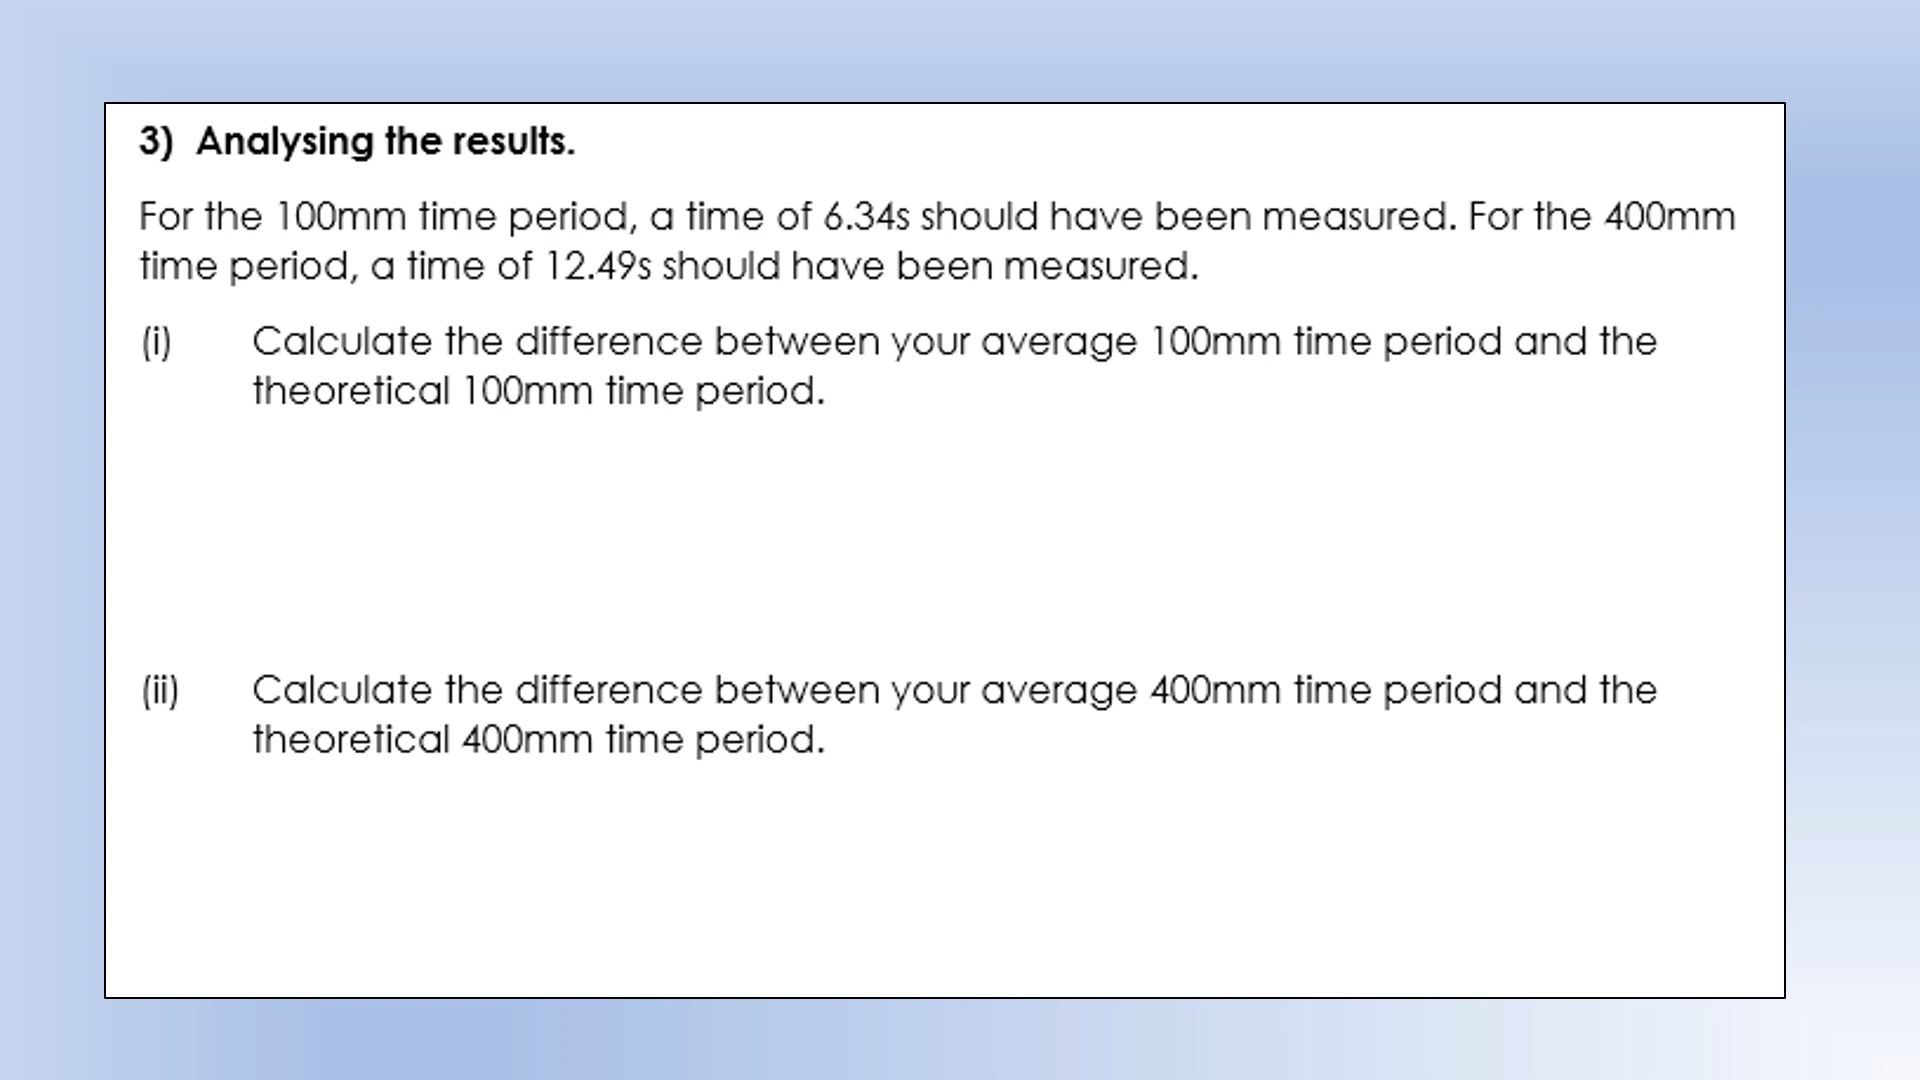 3) Analysing the results.
For the 100mm time period, a time of 6.34s should have been measured. For the 400mm
time period, a time of 12.49s should have been measured.
(i) Calculate the difference between your average 100mm time period and the
theoretical 100mm time period.
(ii) Calculate the difference between your average 400mm time period and the
theoretical 400mm time period.